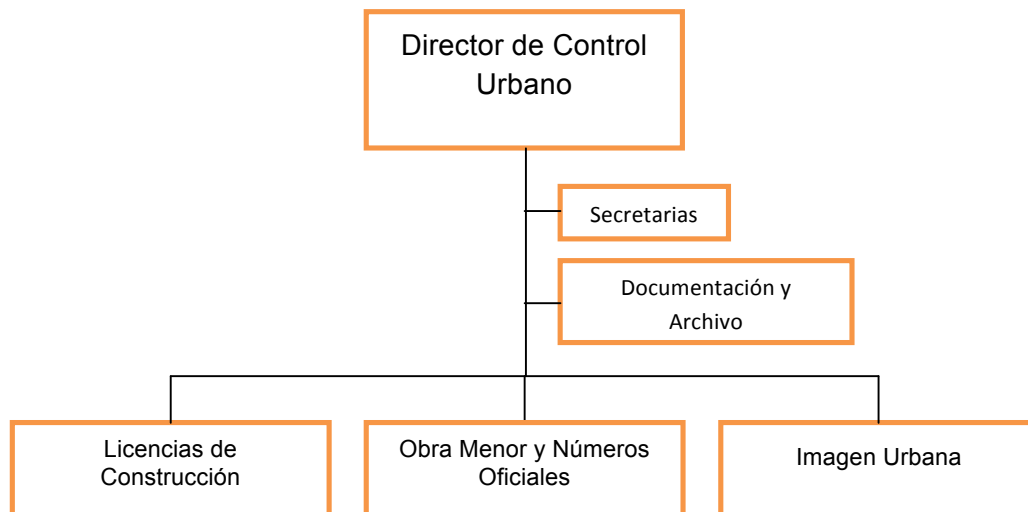 Director de Control
Urbano
Secretarias
Documentación y
Archivo
Licencias de
Construcción
Obra Menor y Números
Oficiales
Imagen Urbana